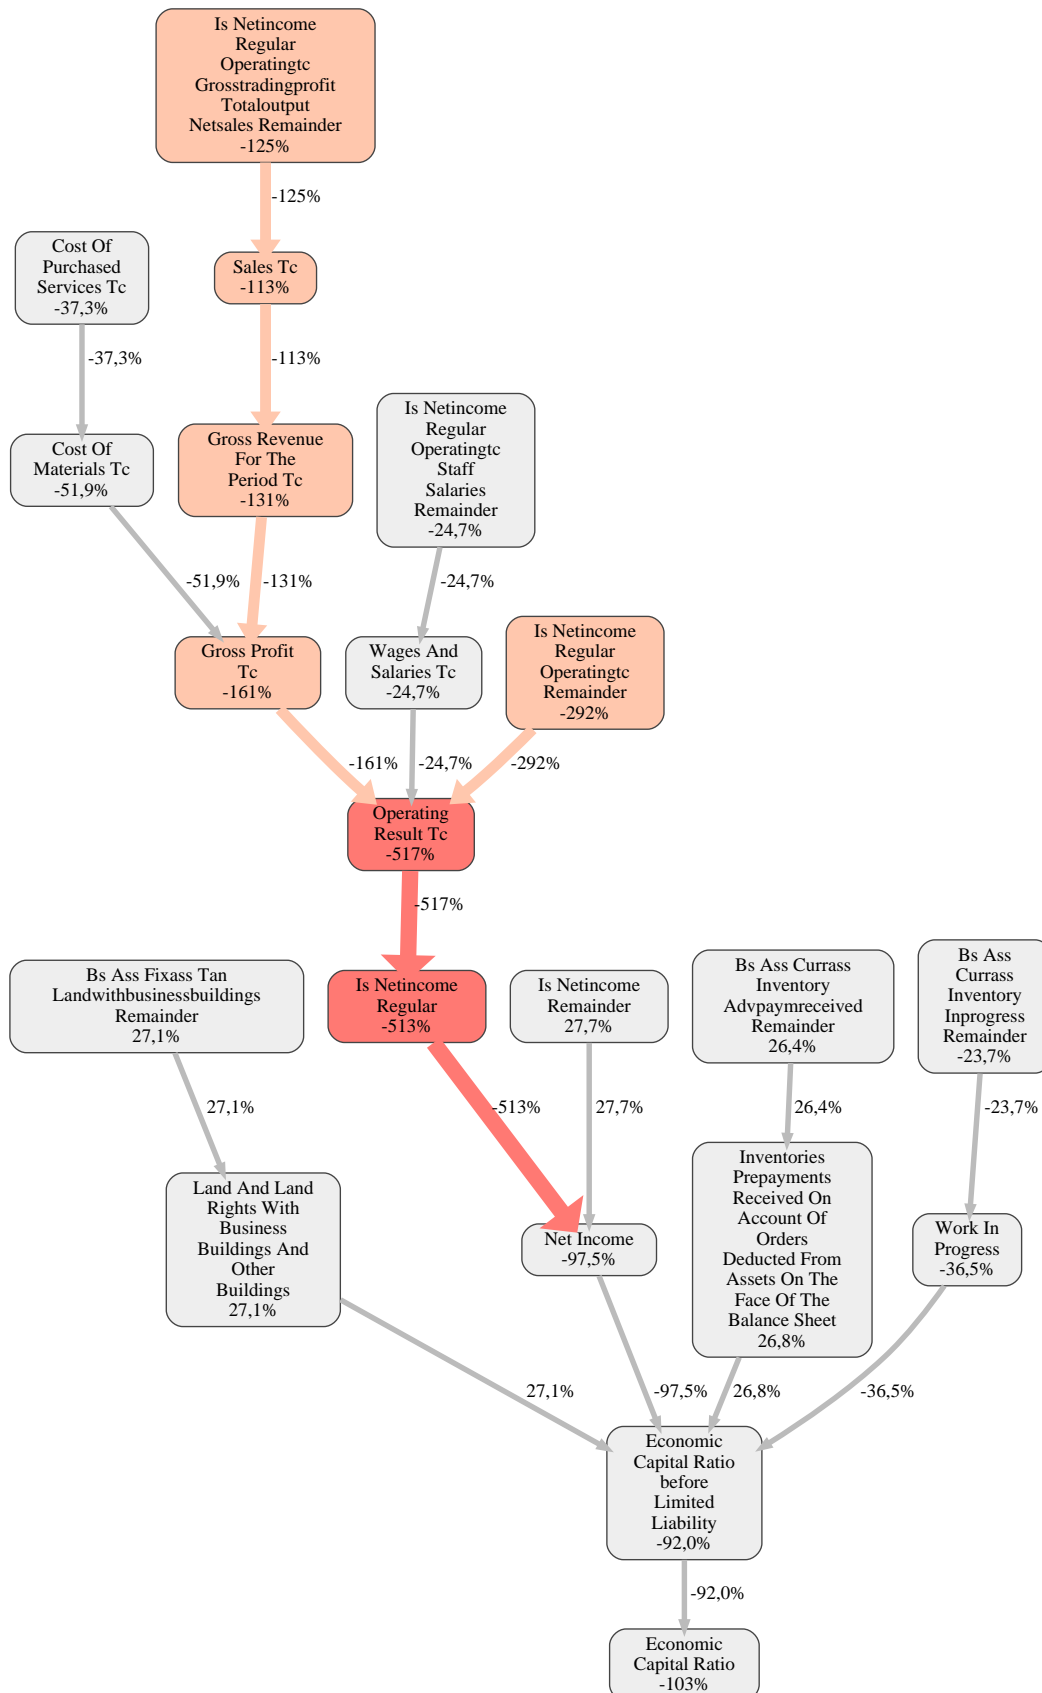 Is Netincome
Regular
Operatingtc
Grosstradingprofit
Totaloutput
Netsales Remainder
-125%
-125%
Cost Of
Purchased
Services Tc
-37,3%
Sales Tc
-113%
-37,3%
-113%
Is Netincome
Regular
Operatingtc
Staff
Salaries
Remainder
-24,7%
Cost Of
Materials Tc
-51,9%
Gross Revenue
For The
Period Tc
-131%
-51,9%
-131%
-24,7%
Gross Profit
Tc
-161%
Wages And
Salaries Tc
-24,7%
Is Netincome
Regular
Operatingtc
Remainder
-292%
-161%
-24,7%
-292%
Operating
Result Tc
-517%
-517%
Bs Ass Fixass Tan
Landwithbusinessbuildings
Remainder
27,1%
Is Netincome
Regular
-513%
Is Netincome
Remainder
27,7%
Bs Ass Currass
Inventory
Advpaymreceived
Remainder
26,4%
Bs Ass
Currass
Inventory
Inprogress
Remainder
-23,7%
27,1%
-513%
27,7%
26,4%
-23,7%
Land And Land
Rights With
Business
Buildings And
Other
Buildings
27,1%
Net Income
-97,5%
Inventories
Prepayments
Received On
Account Of
Orders
Deducted From
Assets On The
Face Of The
Balance Sheet
26,8%
Work In
Progress
-36,5%
27,1%
-97,5%
26,8%
-36,5%
Economic
Capital Ratio
before
Limited
Liability
-92,0%
-92,0%
Economic
Capital Ratio
-103%